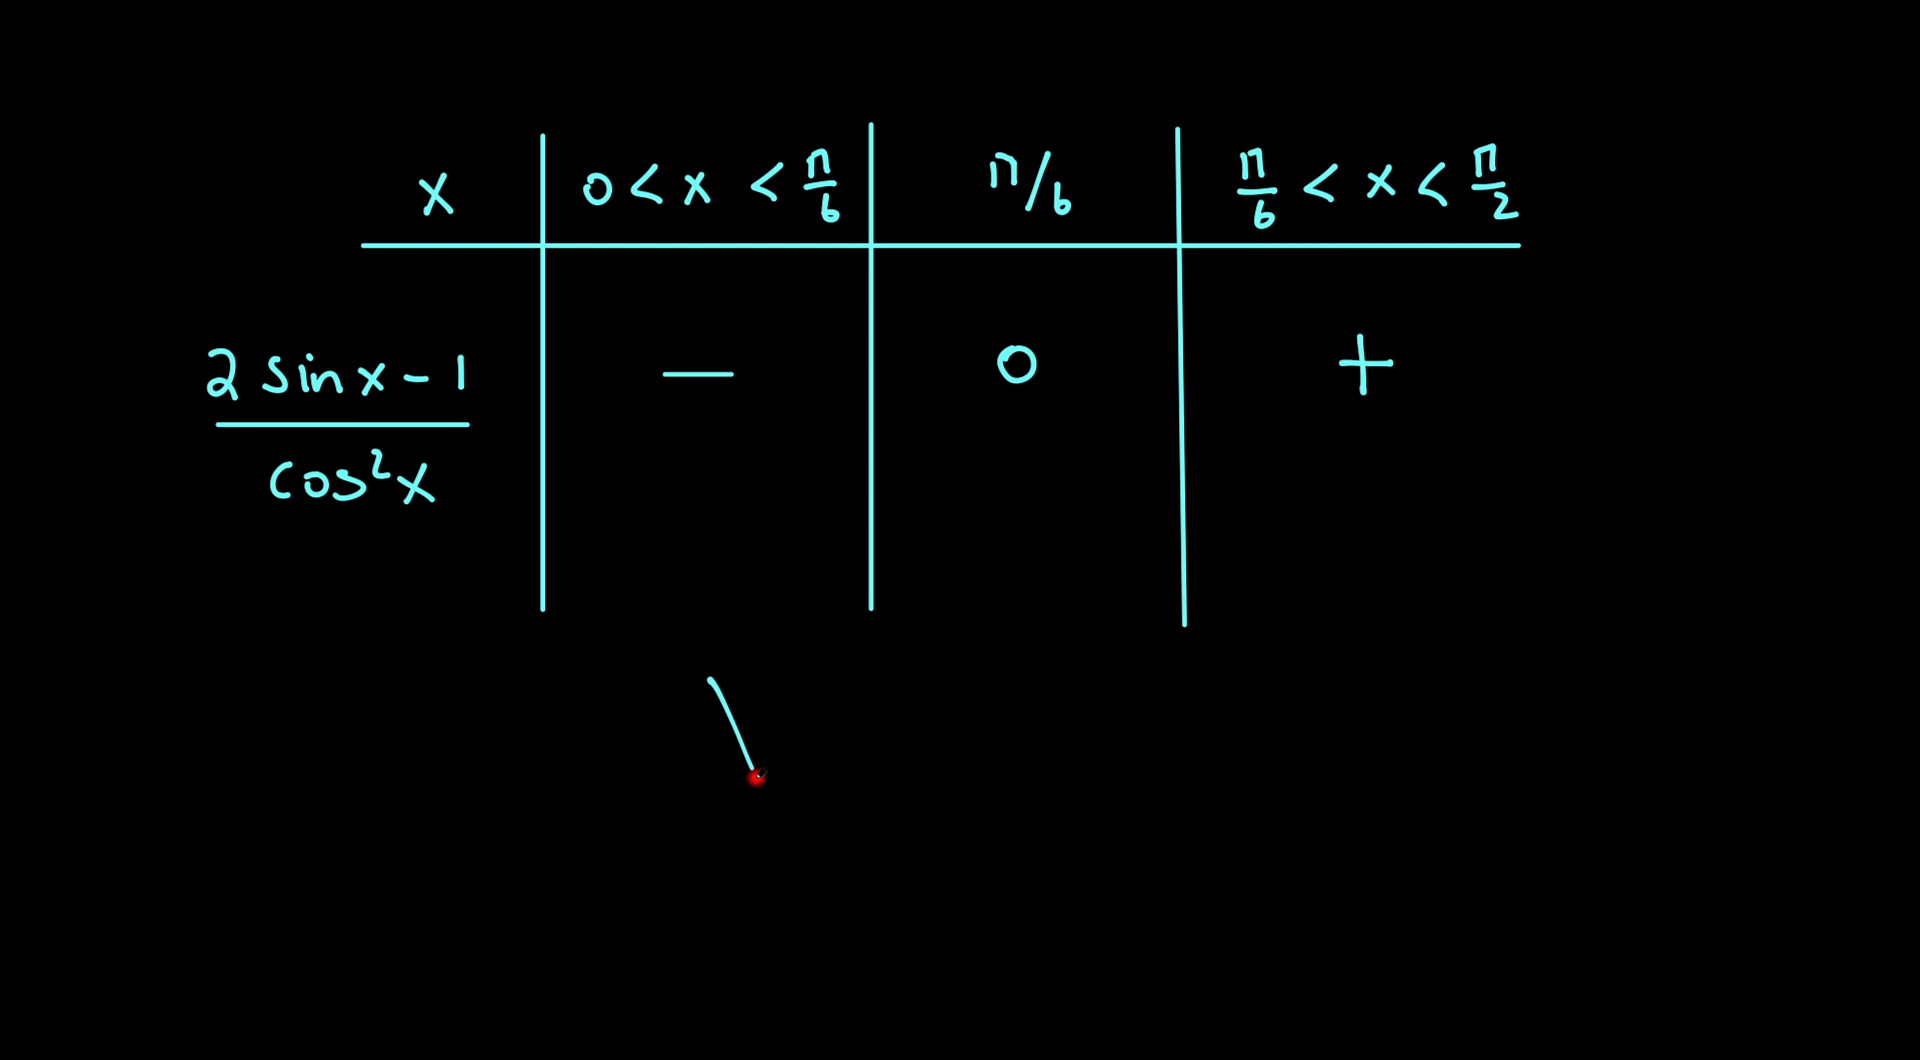 x | 0 < x < π/6 | π/6 | π/6 < x < π/2
(2 sin x - 1)/(cos²x) | — | 0 | +